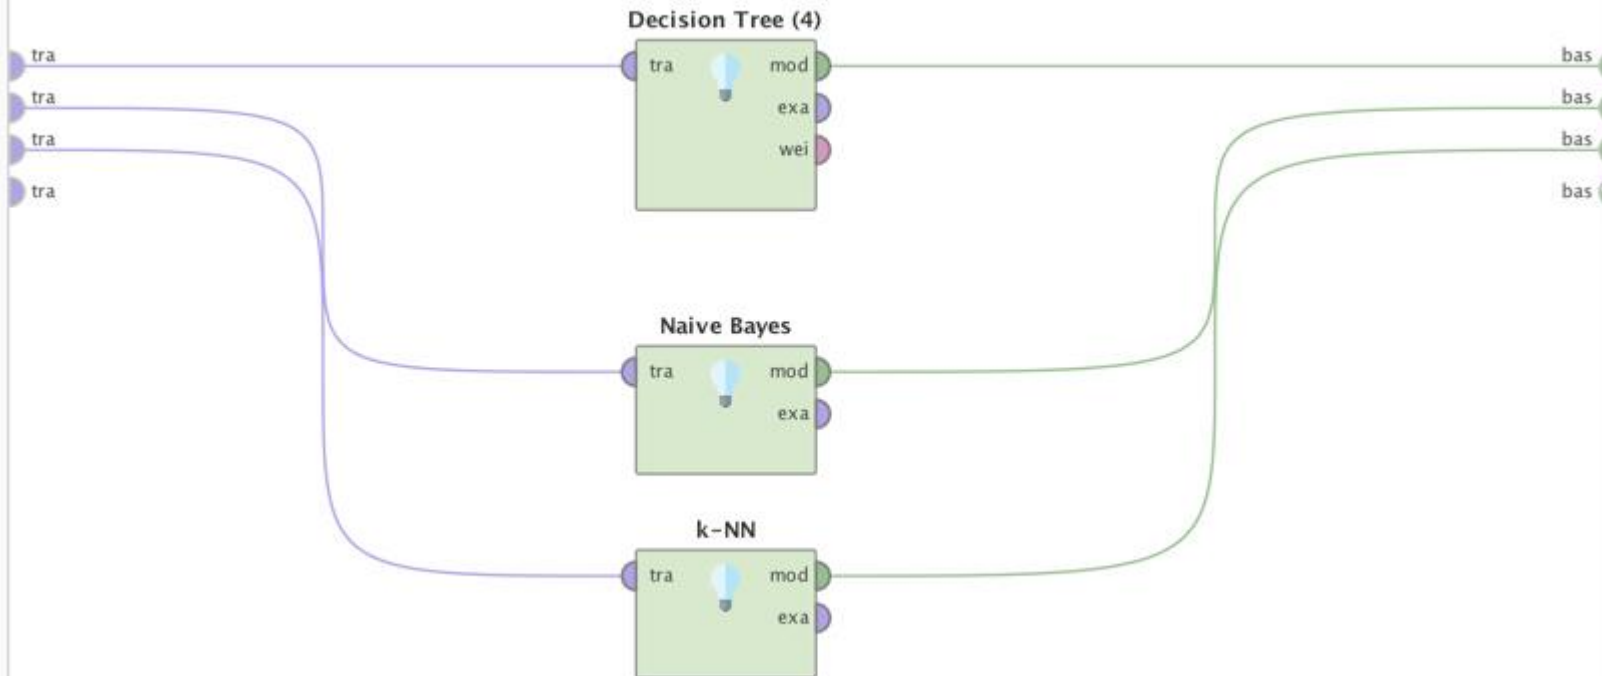 Decision Tree (4)
tra tra mod bas
tra exa bas
tra wei bas
tra bas
Naive Bayes
tra mod
exa
k-NN
tra mod
exa